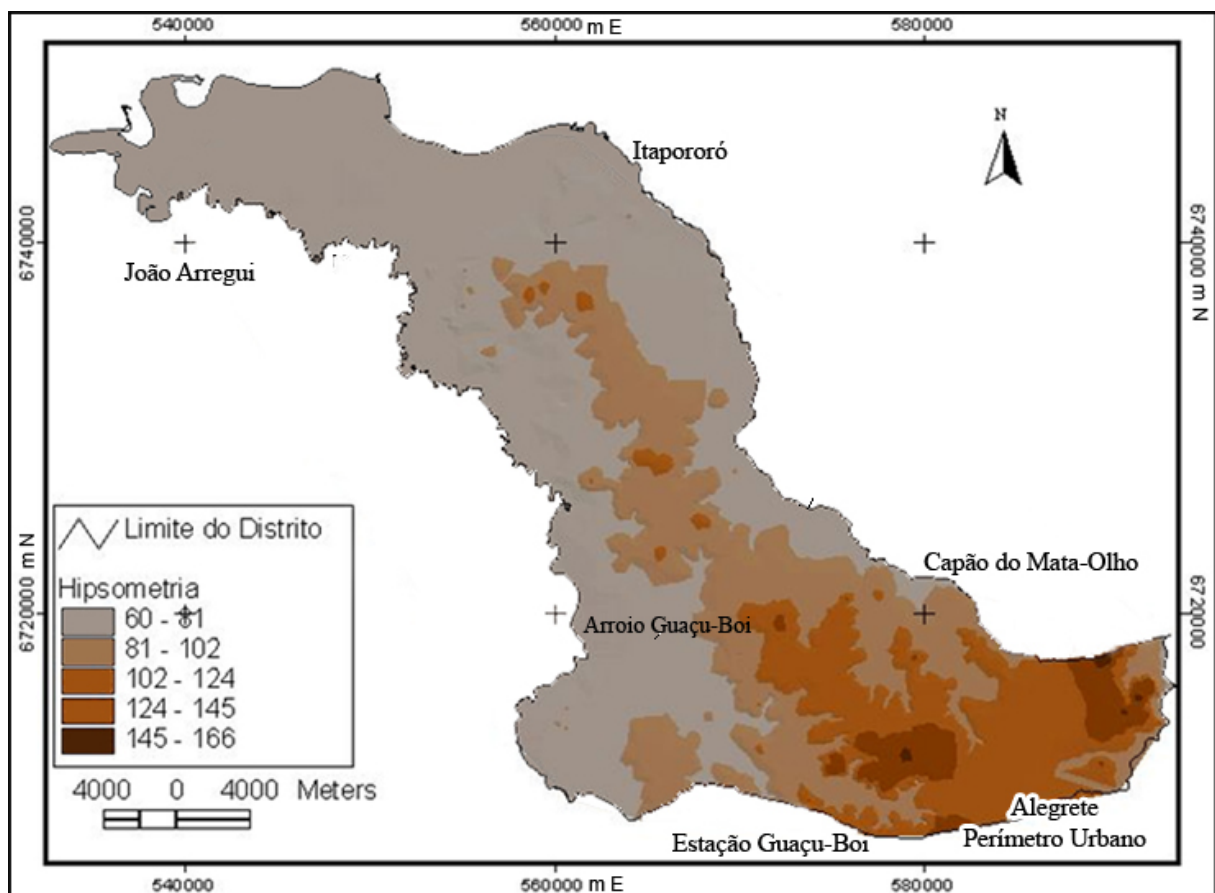 540000
560000 m E
580000
N
Itapororó
6740000
6740000 m N
João Arregui
Limite do Distrito
Hipsometria
60 - 81
81 - 102
102 - 124
124 - 145
145 - 166
4000 0 4000 Meters
6720000 m N
Capão do Mata-Olho
6720000
Arroio Guaçu-Boi
Alegrete
Perímetro Urbano
Estação Guaçu-Boi
540000
560000 m E
580000